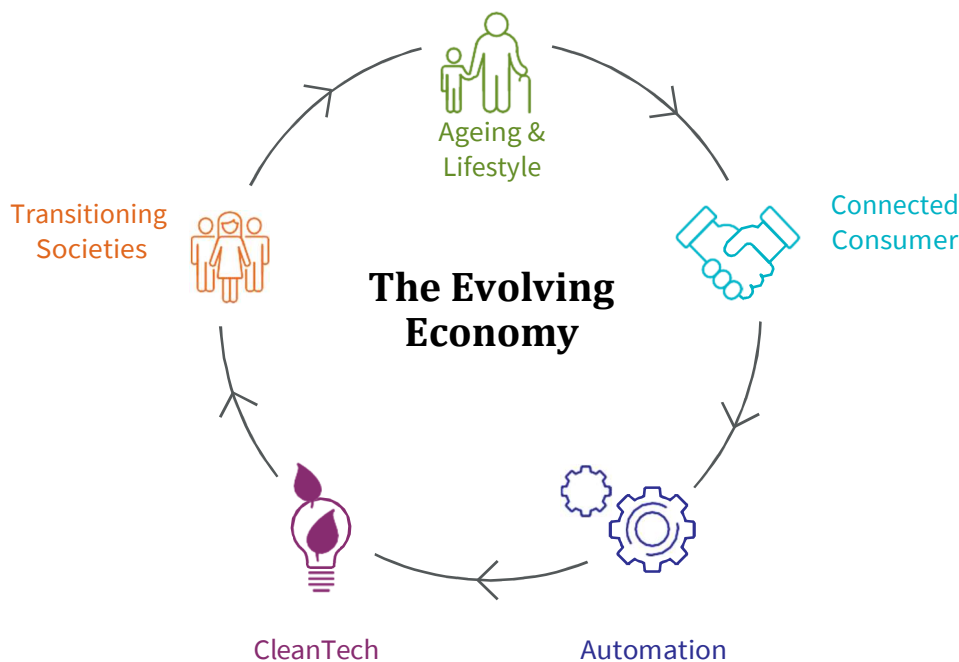 Ageing &
Lifestyle
Transitioning
Societies
Connected
Consumer
The Evolving
Economy
CleanTech
Automation